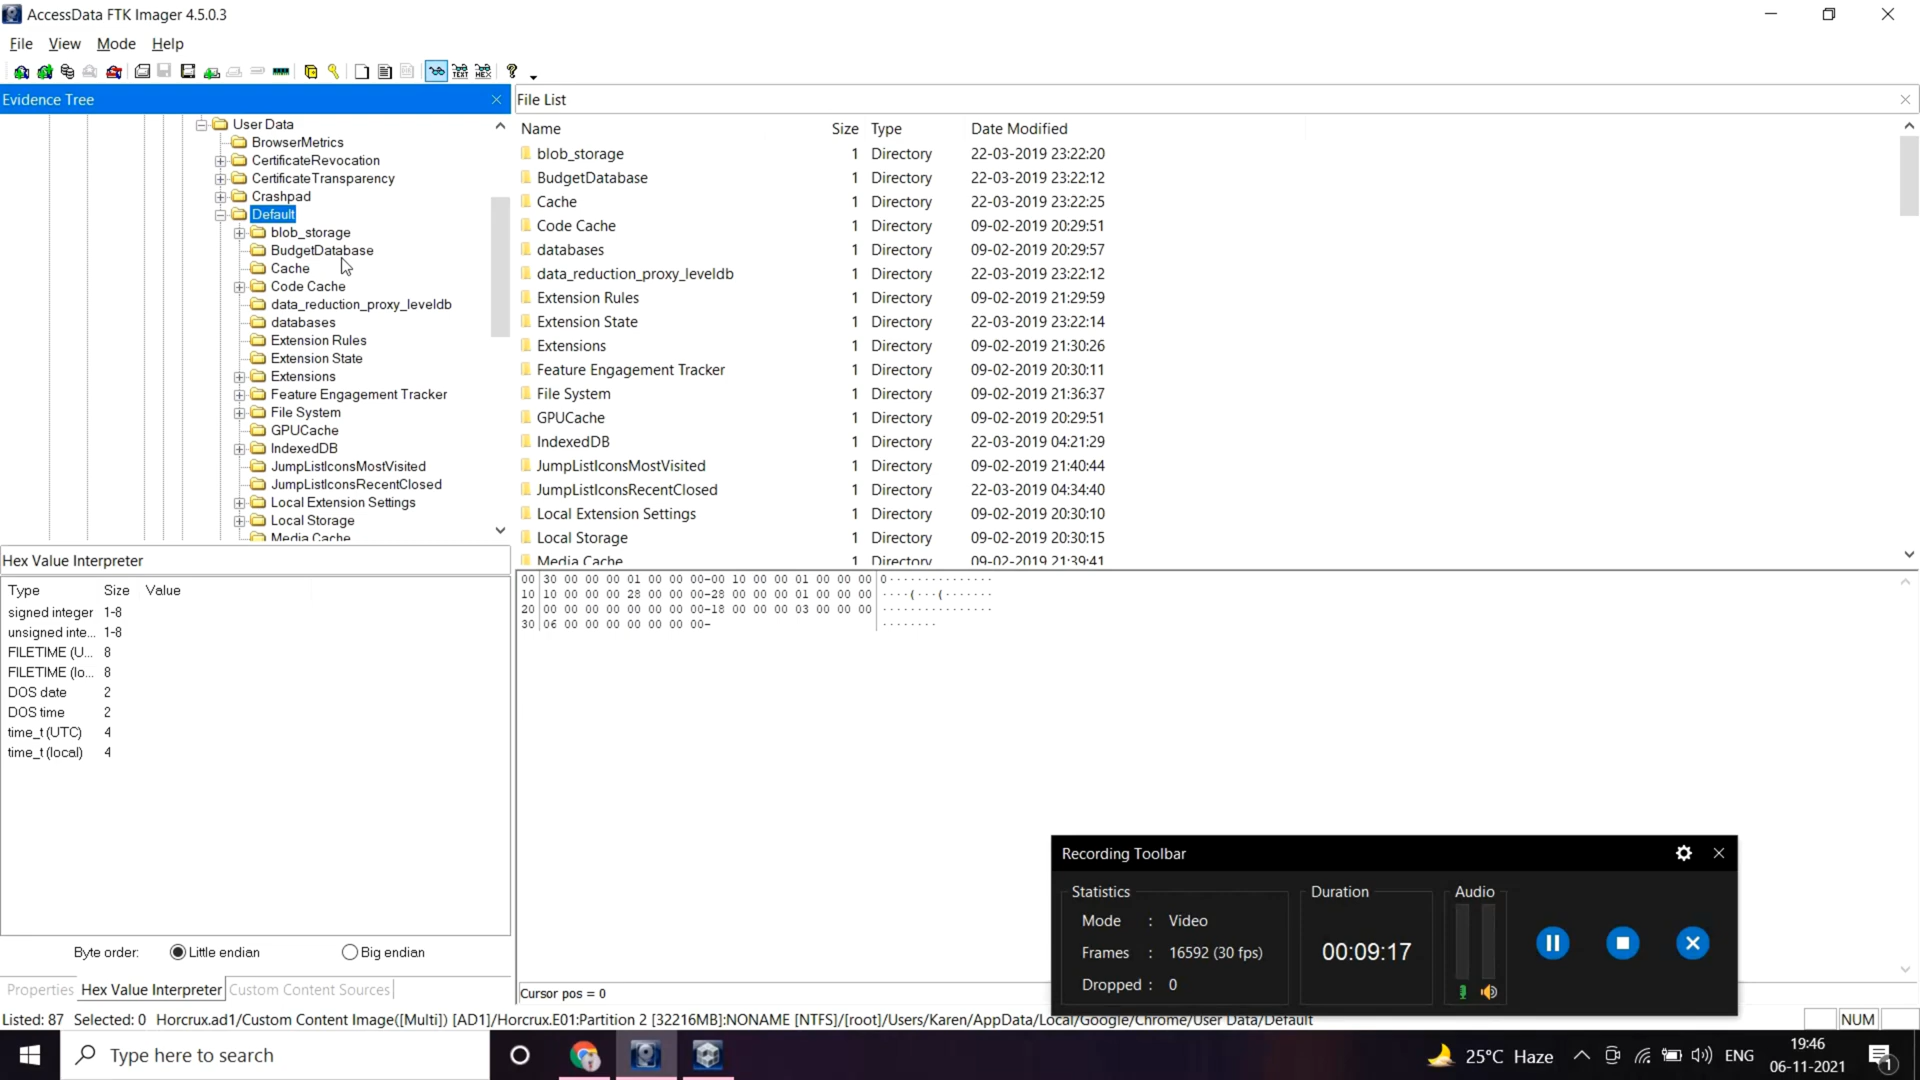 AccessData FTK Imager 4.5.0.3
File View Mode Help
Evidence Tree
User Data
BrowserMetrics
CertificateRevocation
CertificateTransparency
Crashpad
Default
blob_storage
BudgetDatabase
Cache
Code Cache
data_reduction_proxy_leveldb
databases
Extension Rules
Extension State
Extensions
Feature Engagement Tracker
File System
GPUCache
IndexedDB
JumpListIconsMostVisited
JumpListIconsRecentClosed
Local Extension Settings
Local Storage
Media Cache
File List
Name Size Type Date Modified
blob_storage 1 Directory 22-03-2019 23:22:20
BudgetDatabase 1 Directory 22-03-2019 23:22:12
Cache 1 Directory 22-03-2019 23:22:25
Code Cache 1 Directory 09-02-2019 20:29:51
databases 1 Directory 09-02-2019 20:29:57
data_reduction_proxy_leveldb 1 Directory 22-03-2019 23:22:12
Extension Rules 1 Directory 09-02-2019 21:29:59
Extension State 1 Directory 22-03-2019 23:22:14
Extensions 1 Directory 09-02-2019 21:30:26
Feature Engagement Tracker 1 Directory 09-02-2019 20:30:11
File System 1 Directory 09-02-2019 21:36:37
GPUCache 1 Directory 09-02-2019 20:29:51
IndexedDB 1 Directory 22-03-2019 04:21:29
JumpListIconsMostVisited 1 Directory 09-02-2019 21:40:44
JumpListIconsRecentClosed 1 Directory 22-03-2019 04:34:40
Local Extension Settings 1 Directory 09-02-2019 20:30:10
Local Storage 1 Directory 09-02-2019 20:30:15
Media Cache 1 Directory 09-02-2019 21:39:41
Hex Value Interpreter
Type Size Value
signed integer 1-8
unsigned inte... 1-8
FILETIME (U... 8
FILETIME (lo... 8
DOS date 2
DOS time 2
time_t (UTC) 4
time_t (local) 4
Byte order: Little endian Big endian
Properties Hex Value Interpreter Custom Content Sources
00 30 00 00 00 01 00 00 00-00 10 00 00 01 00 00 00 0···············
10 10 00 00 00 28 00 00 00-28 00 00 00 01 00 00 00 ····(···(·······
20 00 00 00 00 00 00 00 00-18 00 00 00 03 00 00 00 ················
30 06 00 00 00 00 00 00 00- ········
Cursor pos = 0
Recording Toolbar
Statistics
Mode : Video
Frames : 16592 (30 fps)
Dropped : 0
Duration
00:09:17
Audio
Listed: 87 Selected: 0 Horcrux.ad1/Custom Content Image([Multi]) [AD1]/Horcrux.E01:Partition 2 [32216MB]:NONAME [NTFS]/[root]/Users/Karen/AppData/Local/Google/Chrome/User Data/Default
NUM
Type here to search
TEXT
HEX
25°C Haze
ENG
19:46
06-11-2021
1